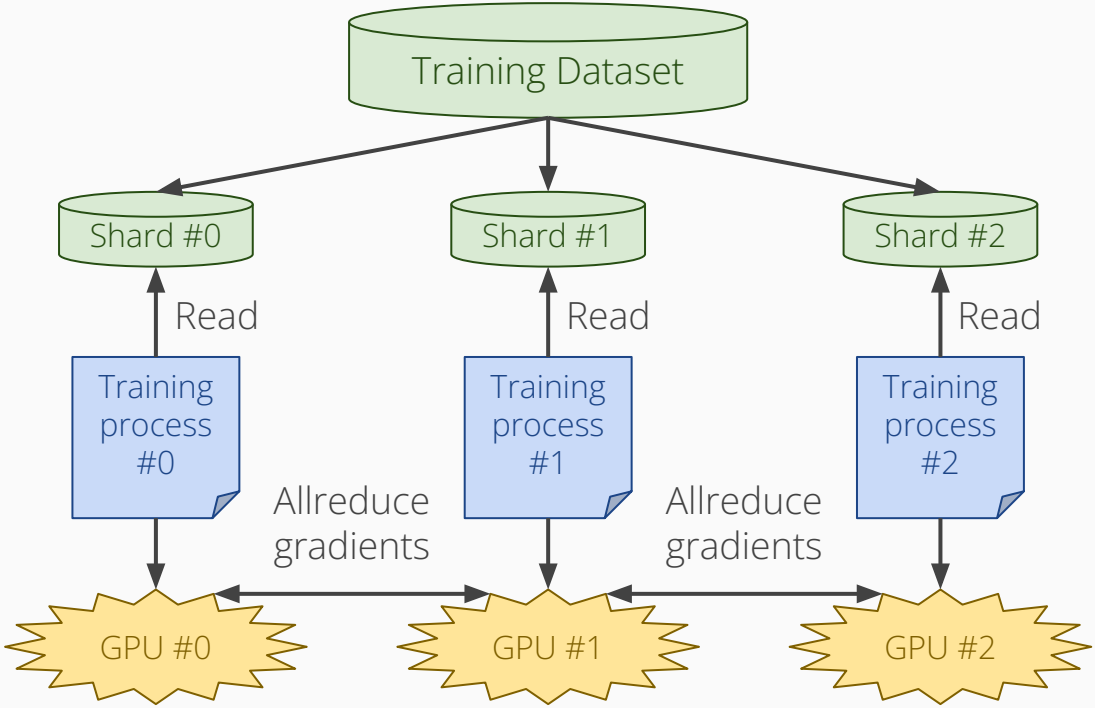 Training Dataset
Shard #0
Shard #1
Shard #2
Read
Read
Read
Training
process
#0
Training
process
#1
Training
process
#2
Allreduce
gradients
Allreduce
gradients
GPU #0
GPU #1
GPU #2